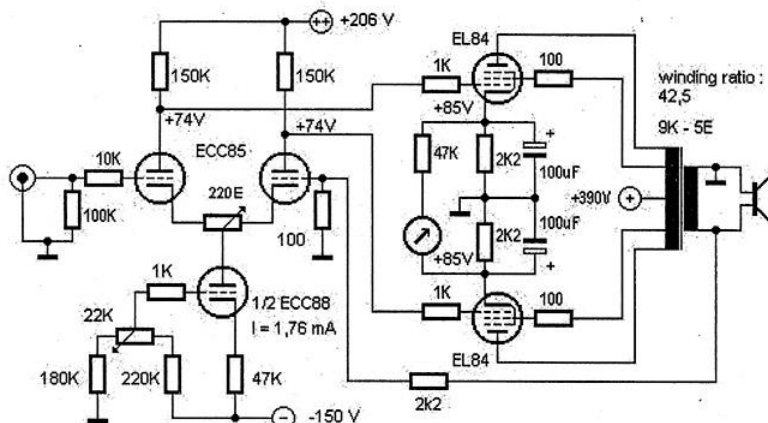 +206 V
EL84
150K
150K
1K
100
winding ratio :
42,5
9K - 5E
+74V
+74V
+85V
ECC85
10K
47K
2K2
100uF
220E
100K
100
+390V
100uF
2K2
+85V
1K
1/2 ECC88
I = 1,76 mA
1K
100
22K
EL84
180K
220K
47K
2k2
-150 V